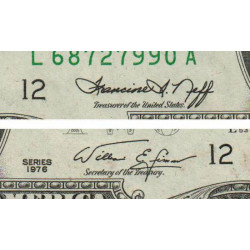 L 68727990 A
12
Francine I. Neff
Treasurer of the United States.
SERIES
1976
William E. Simon
12
Secretary of the Treasury.